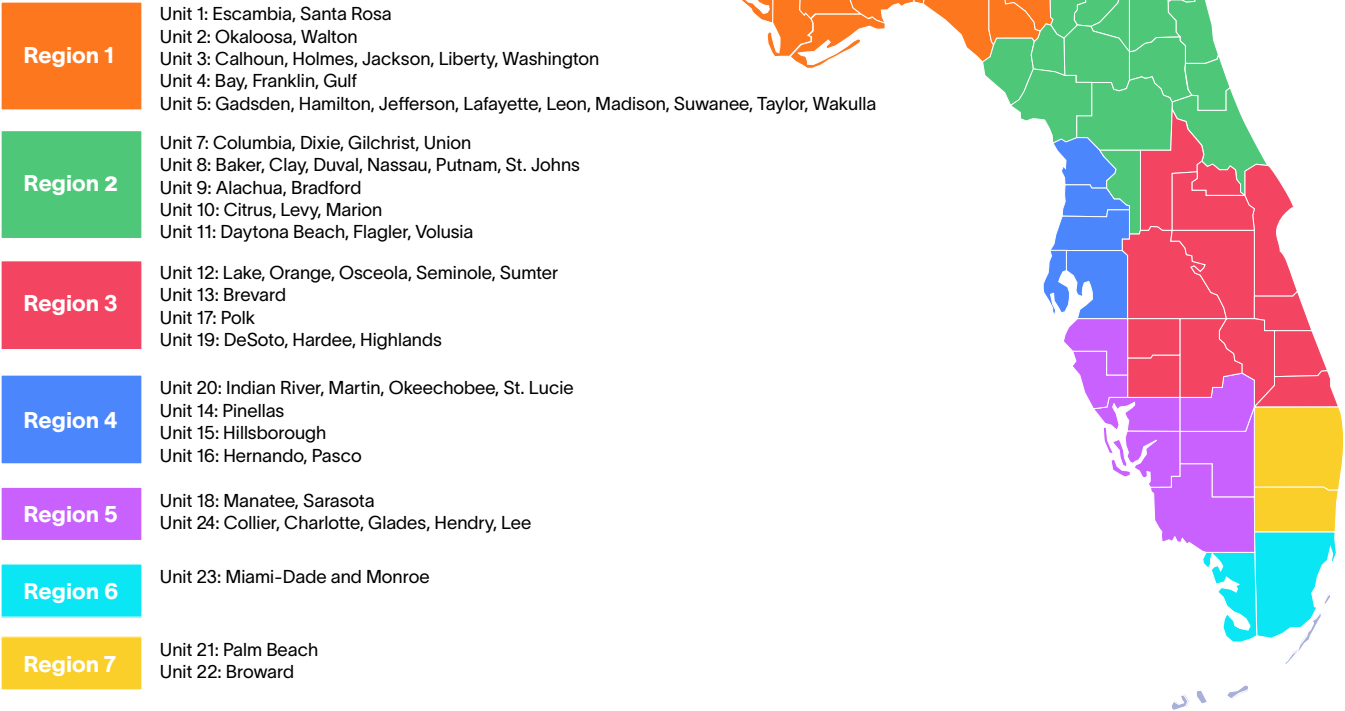 Region 1
Unit 1: Escambia, Santa Rosa
Unit 2: Okaloosa, Walton
Unit 3: Calhoun, Holmes, Jackson, Liberty, Washington
Unit 4: Bay, Franklin, Gulf
Unit 5: Gadsden, Hamilton, Jefferson, Lafayette, Leon, Madison, Suwanee, Taylor, Wakulla
Region 2
Unit 7: Columbia, Dixie, Gilchrist, Union
Unit 8: Baker, Clay, Duval, Nassau, Putnam, St. Johns
Unit 9: Alachua, Bradford
Unit 10: Citrus, Levy, Marion
Unit 11: Daytona Beach, Flagler, Volusia
Region 3
Unit 12: Lake, Orange, Osceola, Seminole, Sumter
Unit 13: Brevard
Unit 17: Polk
Unit 19: DeSoto, Hardee, Highlands
Region 4
Unit 20: Indian River, Martin, Okeechobee, St. Lucie
Unit 14: Pinellas
Unit 15: Hillsborough
Unit 16: Hernando, Pasco
Region 5
Unit 18: Manatee, Sarasota
Unit 24: Collier, Charlotte, Glades, Hendry, Lee
Region 6
Unit 23: Miami-Dade and Monroe
Region 7
Unit 21: Palm Beach
Unit 22: Broward